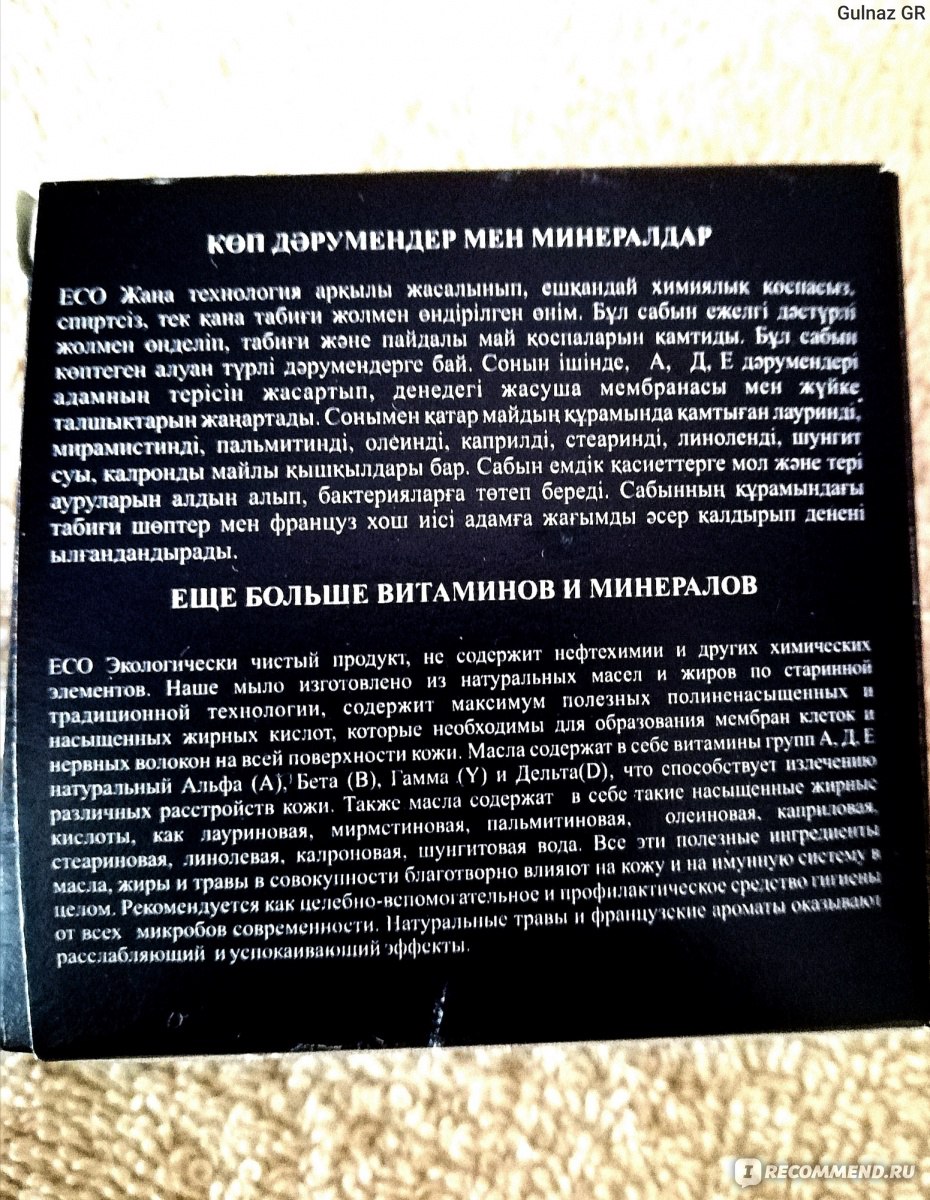 Gulnaz GR
КӨП ДӘРУМЕНДЕР МЕН МИНЕРАЛДАР
ECO Жаңа технология арқылы жасалынып, ешқандай химиялық қоспасыз,
спиртсіз, тек қана табиғи жолмен өндірілген өнім. Бұл сабын ежелгі дәстүрлі
жолмен өңделіп, табиғи және пайдалы май қоспаларын қамтиды. Бұл сабын
көптеген алуан түрлі дәрумендерге бай. Сонын ішінде, А, Д, Е дәрумендері
адамның терісін жасартып, денедегі жасуша мембранасы мен жүйке
талшықтарын жаңартады. Сонымен қатар майдың құрамында қамтыған лауринді,
мирамистинді, пальмитинді, олеинді, каприлді, стеаринді, линоленді, шунгит
суы, калронды майлы қышқылдары бар. Сабын емдік қасиеттерге мол және тері
ауруларын алдын алып, бактерияларға төтеп береді. Сабынның құрамындағы
табиғи шөптер мен француз хош иісі адамға жағымды әсер қалдырып денені
ылғандандырады.
ЕЩЕ БОЛЬШЕ ВИТАМИНОВ И МИНЕРАЛОВ
ECO Экологически чистый продукт, не содержит нефтехимии и других химических
элементов. Наше мыло изготовлено из натуральных масел и жиров по старинной
традиционной технологии, содержит максимум полезных полиненасыщенных и
насыщенных жирных кислот, которые необходимы для образования мембран клеток и
нервных волокон на всей поверхности кожи. Масла содержат в себе витамины групп А, Д, Е
натуральный Альфа (А), Бета (В), Гамма (Y) и Дельта(D), что способствует излечению
различных расстройств кожи. Также масла содержат в себе такие насыщенные жирные
кислоты, как лауриновая, мирмстиновая, пальмитиновая, олеиновая, каприловая,
стеариновая, линолевая, калроновая, шунгитовая вода. Все эти полезные ингредиенты
масла, жиры и травы в совокупности благотворно влияют на кожу и на имунную систему в
целом. Рекомендуется как целебно-вспомогательное и профилактическое средство гигиены
от всех микробов современности. Натуральные травы и французские ароматы оказывают
расслабляющий и успокаивающий эффекты.
I RECOMMEND.RU